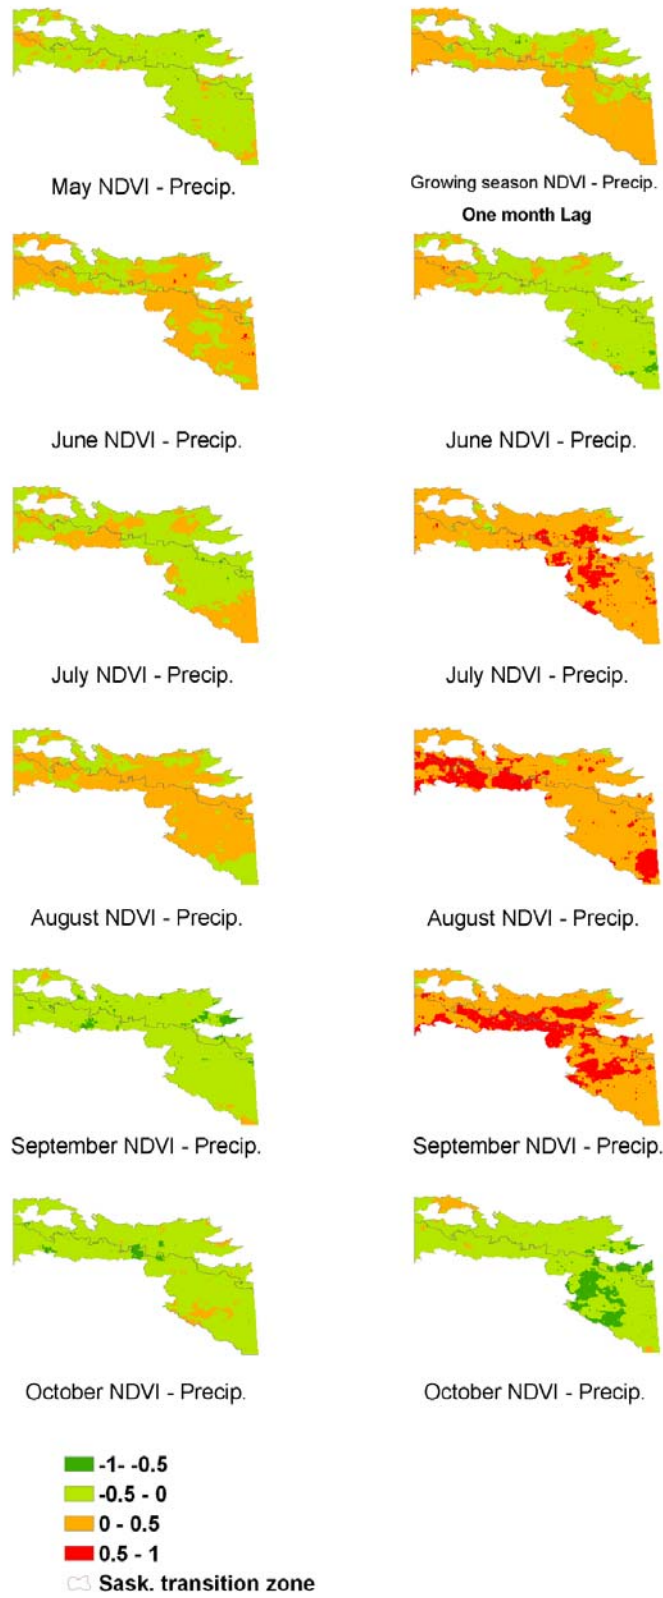 May NDVI - Precip.
Growing season NDVI - Precip.
One month Lag
June NDVI - Precip.
June NDVI - Precip.
July NDVI - Precip.
July NDVI - Precip.
August NDVI - Precip.
August NDVI - Precip.
September NDVI - Precip.
September NDVI - Precip.
October NDVI - Precip.
October NDVI - Precip.
-1- -0.5
-0.5 - 0
0 - 0.5
0.5 - 1
Sask. transition zone